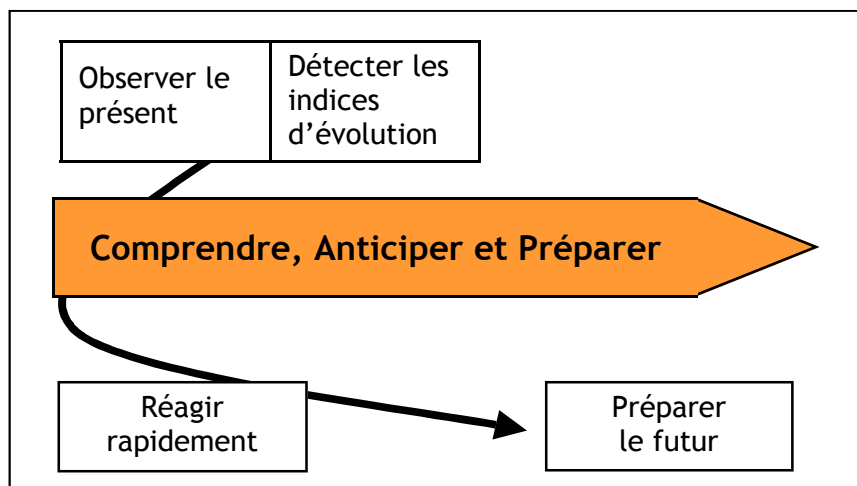 Observer le
présent
Détecter les
indices
d’évolution
Comprendre, Anticiper et Préparer
Réagir
rapidement
Préparer
le futur